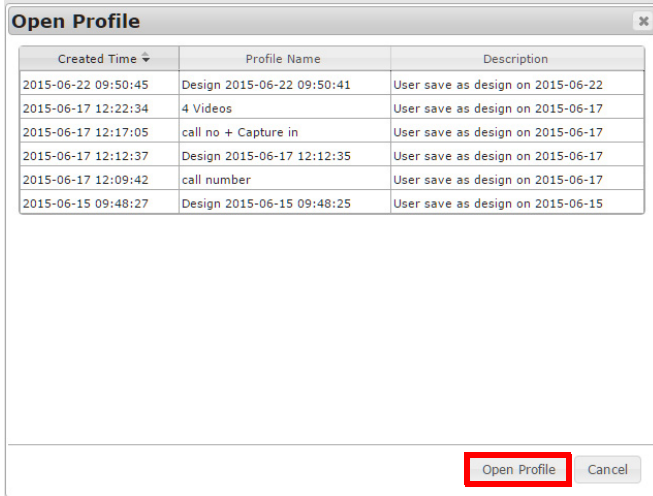 Open Profile
Created Time Profile Name Description
2015-06-22 09:50:45 Design 2015-06-22 09:50:41 User save as design on 2015-06-22
2015-06-17 12:22:34 4 Videos User save as design on 2015-06-17
2015-06-17 12:17:05 call no + Capture in User save as design on 2015-06-17
2015-06-17 12:12:37 Design 2015-06-17 12:12:35 User save as design on 2015-06-17
2015-06-17 12:09:42 call number User save as design on 2015-06-17
2015-06-15 09:48:27 Design 2015-06-15 09:48:25 User save as design on 2015-06-15
Open Profile Cancel